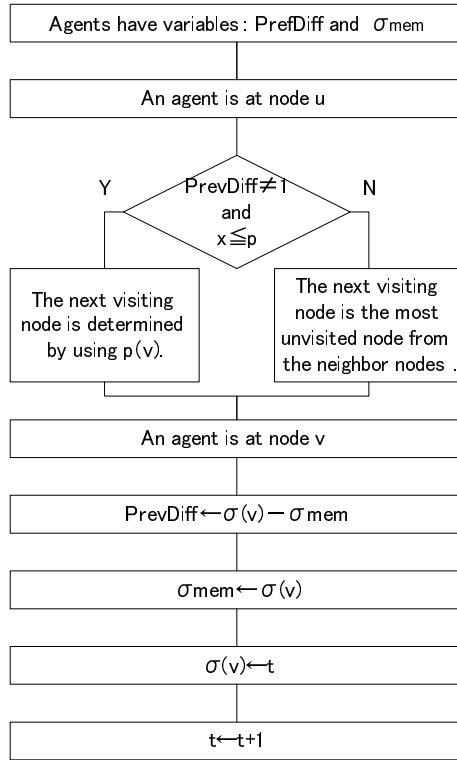 Agents have variables: PrefDiff and σmem
An agent is at node u
Y
PrevDiff≠1
and
x≦p
N
The next visiting
node is determined
by using p(v).
The next visiting
node is the most
unvisited node from
the neighbor nodes .
An agent is at node v
PrevDiff←σ(v)−σmem
σmem←σ(v)
σ(v)←t
t←t+1